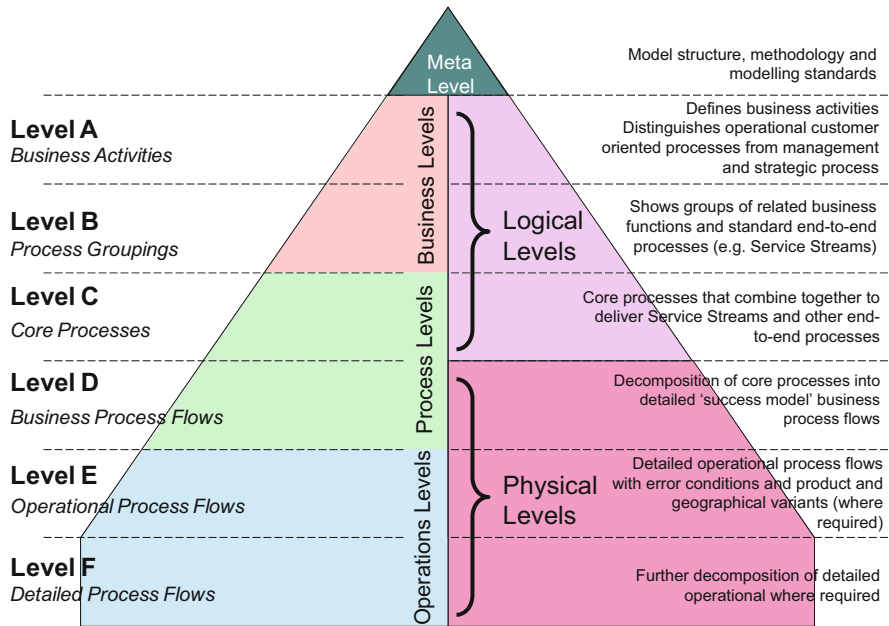 Meta
Level
Model structure, methodology and
modelling standards
Level A
Business Activities
Defines business activities
Distinguishes operational customer
oriented processes from management
and strategic process
Level B
Process Groupings
Shows groups of related business
functions and standard end-to-end
processes (e.g. Service Streams)
Business Levels
Logical
Levels
Level C
Core Processes
Core processes that combine together to
deliver Service Streams and other end-
to-end processes
Process Levels
Level D
Business Process Flows
Decomposition of core processes into
detailed ‘success model’ business
process flows
Level E
Operational Process Flows
Detailed operational process flows
with error conditions and product and
geographical variants (where
required)
Operations Levels
Physical
Levels
Level F
Detailed Process Flows
Further decomposition of detailed
operational where required